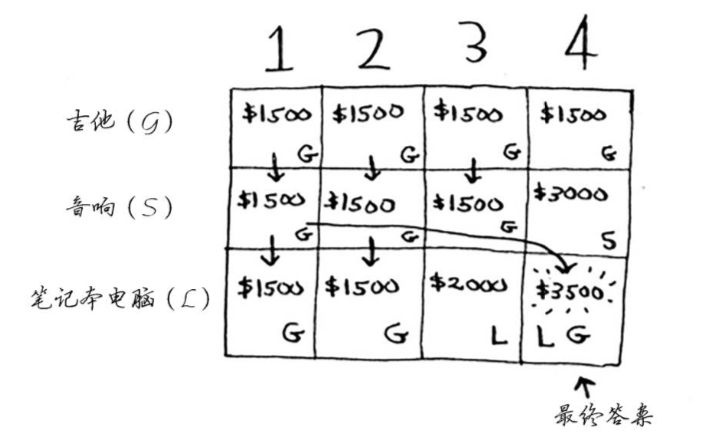 1 2 3 4
吉他(G) $1500 G $1500 G $1500 G $1500 G
音响(S) $1500 G $1500 G $1500 G $3000 S
笔记本电脑(L) $1500 G $1500 G $2000 L $3500 L G
最终答案